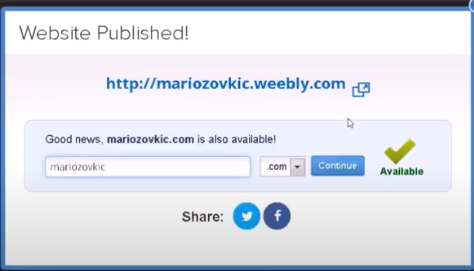 Website Published!
http://mariozovkic.weebly.com
Good news, mariozovkic.com is also available!
mariozovkic
.com
Continue
Available
Share: